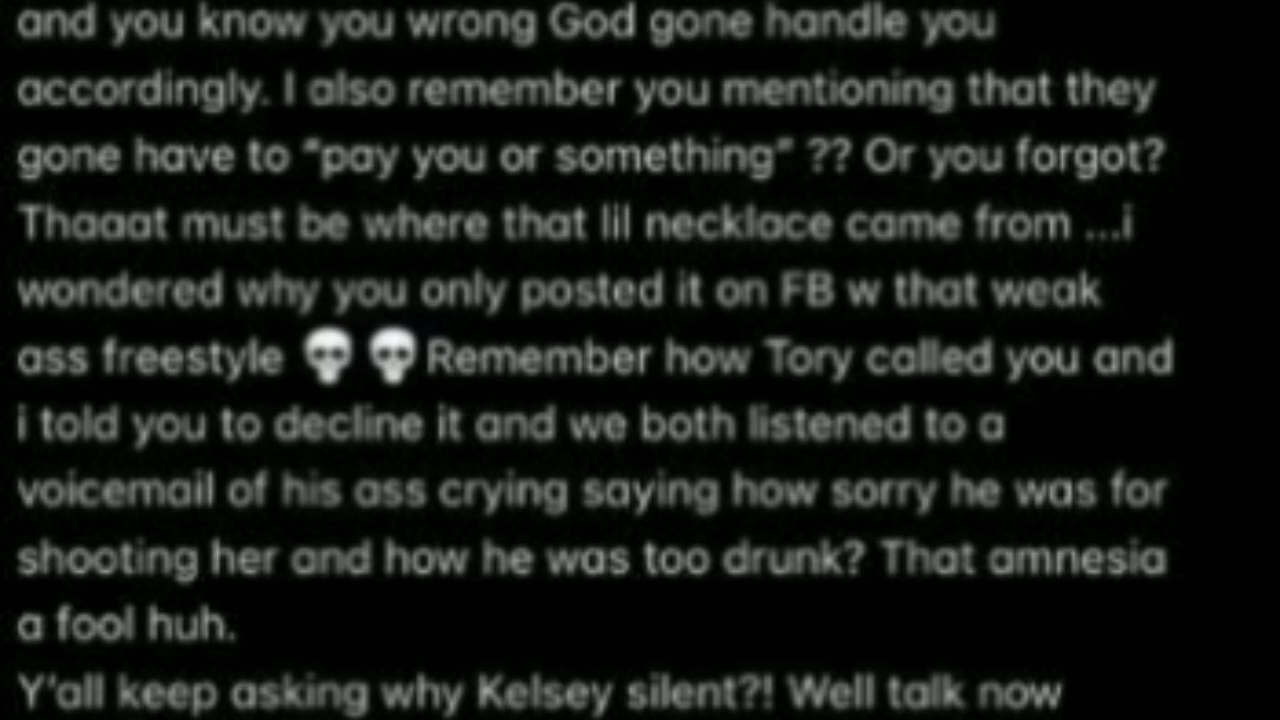 and you know you wrong God gone handle you
accordingly. I also remember you mentioning that they
gone have to "pay you or something" ?? Or you forgot?
Thaaat must be where that lil necklace came from ...i
wondered why you only posted it on FB w that weak
ass freestyle 💀💀Remember how Tory called you and
i told you to decline it and we both listened to a
voicemail of his ass crying saying how sorry he was for
shooting her and how he was too drunk? That amnesia
a fool huh.
Y'all keep asking why Kelsey silent?! Well talk now